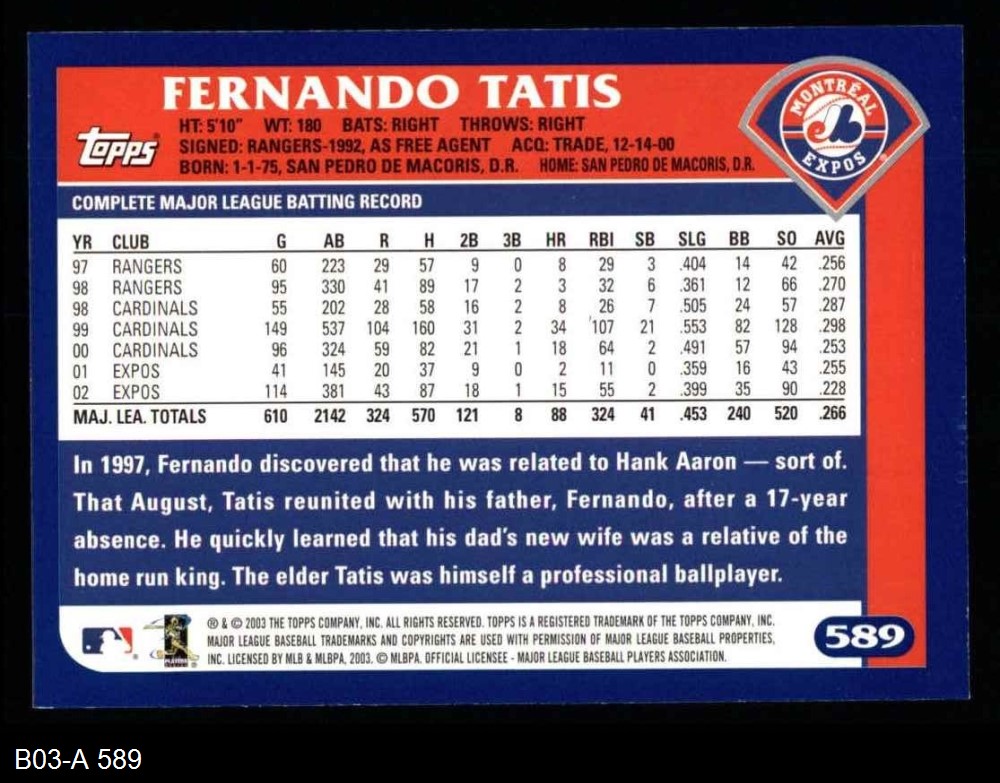 FERNANDO TATIS
HT: 5'10" WT: 180 BATS: RIGHT THROWS: RIGHT
SIGNED: RANGERS-1992, AS FREE AGENT ACQ: TRADE, 12-14-00
BORN: 1-1-75, SAN PEDRO DE MACORIS, D.R. HOME: SAN PEDRO DE MACORIS, D.R.
Topps
MONTRÉAL
EXPOS
COMPLETE MAJOR LEAGUE BATTING RECORD
YR CLUB G AB R H 2B 3B HR RBI SB SLG BB SO AVG
97 RANGERS 60 223 29 57 9 0 8 29 3 .404 14 42 .256
98 RANGERS 95 330 41 89 17 2 3 32 6 .361 12 66 .270
98 CARDINALS 55 202 28 58 16 2 8 26 7 .505 24 57 .287
99 CARDINALS 149 537 104 160 31 2 34 107 21 .553 82 128 .298
00 CARDINALS 96 324 59 82 21 1 18 64 2 .491 57 94 .253
01 EXPOS 41 145 20 37 9 0 2 11 0 .359 16 43 .255
02 EXPOS 114 381 43 87 18 1 15 55 2 .399 35 90 .228
MAJ. LEA. TOTALS 610 2142 324 570 121 8 88 324 41 .453 240 520 .266
In 1997, Fernando discovered that he was related to Hank Aaron — sort of.
That August, Tatis reunited with his father, Fernando, after a 17-year
absence. He quickly learned that his dad's new wife was a relative of the
home run king. The elder Tatis was himself a professional ballplayer.
® & © 2003 THE TOPPS COMPANY, INC. ALL RIGHTS RESERVED. TOPPS IS A REGISTERED TRADEMARK OF THE TOPPS COMPANY, INC.
MAJOR LEAGUE BASEBALL TRADEMARKS AND COPYRIGHTS ARE USED WITH PERMISSION OF MAJOR LEAGUE BASEBALL PROPERTIES,
INC. LICENSED BY MLB & MLBPA, 2003. © MLBPA. OFFICIAL LICENSEE - MAJOR LEAGUE BASEBALL PLAYERS ASSOCIATION.
589
B03-A 589